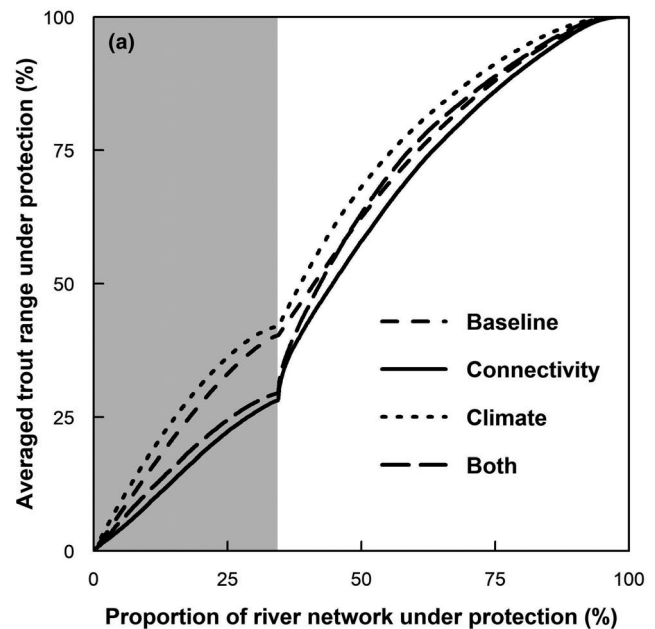 (a)
Averaged trout range under protection (%)
100
75
50
25
0
Baseline
Connectivity
Climate
Both
0 25 50 75 100
Proportion of river network under protection (%)